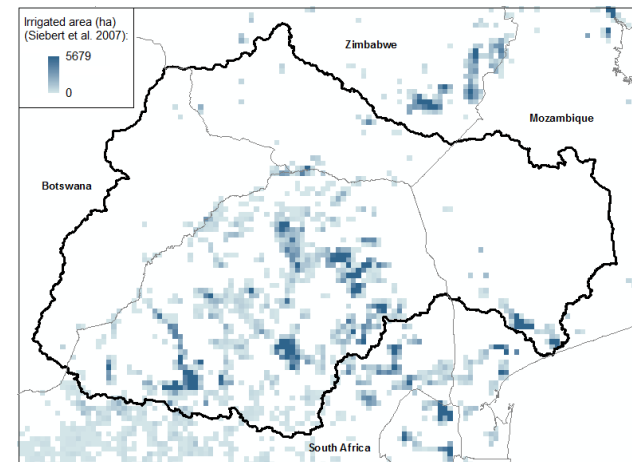 Irrigated area (ha)
(Siebert et al. 2007):
5679
0
Zimbabwe
Mozambique
Botswana
South Africa